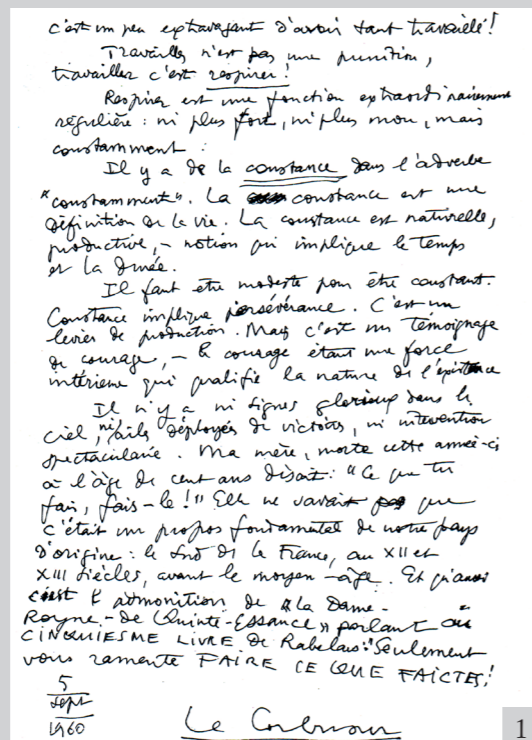 c'est un peu extravagant d'avoir tant travaillé!
Travailler n'est pas une punition,
travailler c'est respirer!
Respirer est une fonction extraordinairement
régulière: ni plus fort, ni plus mou, mais
constamment.
Il y a de la constance dans l'adverbe
"constamment". La constance est une
définition de la vie. La constance est naturelle,
productive, - notion qui implique le temps
et la durée.
Il faut être modeste pour être constant.
Constance implique persévérance. C'est un
levier de production. Mais c'est un témoignage
de courage, - le courage étant une force
intérieure qui qualifie la nature de l'existence
Il n'y a ni signes glorieux dans le
ciel, ni ailes déployées de victoires, ni intervention
spectaculaire. Ma mère, morte cette année-ci
à l'âge de cent ans disait: "Ce que tu
fais, fais-le!" Elle ne savait pas que
c'était un propos fondamental de notre pays
d'origine: le Sud de la France, au XII et
XIII siècles, avant le moyen-âge. Et qu'aussi
c'est l'admonition de "la Dame-
Royne-de Quinte-Essance" parlant au
CINQUIESME LIVRE de Rabelais: "Seulement
vous ramente FAIRE CE QUE FAICTES!
5
sept
1960
Le Corbusier
1